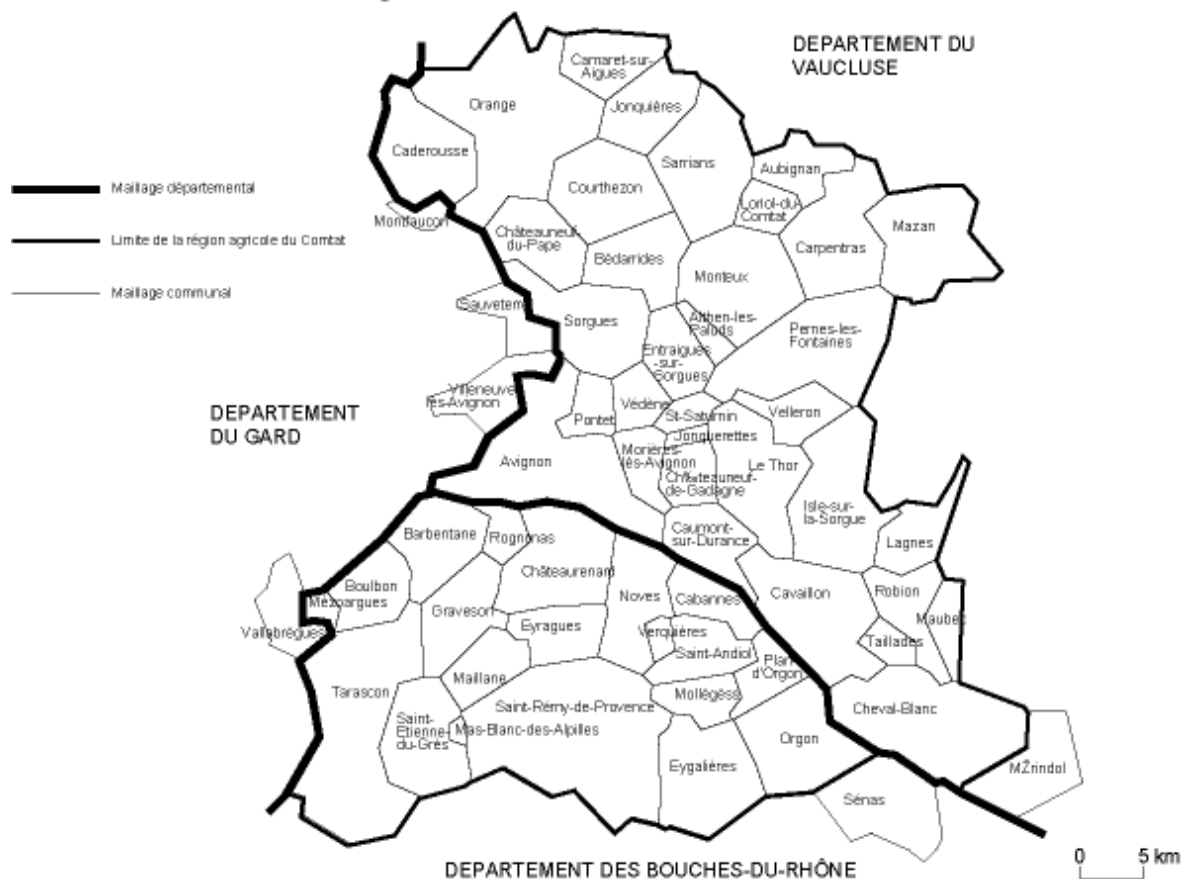 DEPARTEMENT DU
VAUCLUSE
Camaret-sur-
Aigues
Orange
Jonquières
Caderousse
Sarrians
Aubignan
Maillage départemental
Courthezon
Loriol-du-
Comtat
Mondaucon
Mazan
Châteauneuf-
du-Pape
Limite de la région agricole du Comtat
Bédarrides
Carpentras
Monteux
Maillage communal
Sauveterre
Sorgues
Althen-les-
Paluds
Pernes-les-
Fontaines
Entraigues
-sur-
Sorgues
Villeneuve
lès-Avignon
DEPARTEMENT
DU GARD
Pontet
Védène
St-Saturnin
Velleron
Jonquerettes
Avignon
Morières-
lès-Avignon
Le Thor
Châteauneuf-
de-Gadagne
Isle-sur-
la-Sorgue
Barbentane
Rognonas
Caumont-
sur-Durance
Lagnes
Châteaurenard
Boulbon
Mézoargues
Graveson
Noves
Cabannes
Cavaillon
Robion
Maubec
Vallabrègues
Eyragues
Verquières
Taillades
Saint-Andiol
Plan-
d'Orgon
Maillane
Tarascon
Mollégèss
Saint-Rémy-de-Provence
Cheval-Blanc
Saint-
Etienne-
du-Grès
Mas-Blanc-des-Alpilles
Orgon
Eygalières
MŽrindol
Sénas
0 5 km
DEPARTEMENT DES BOUCHES-DU-RHÔNE